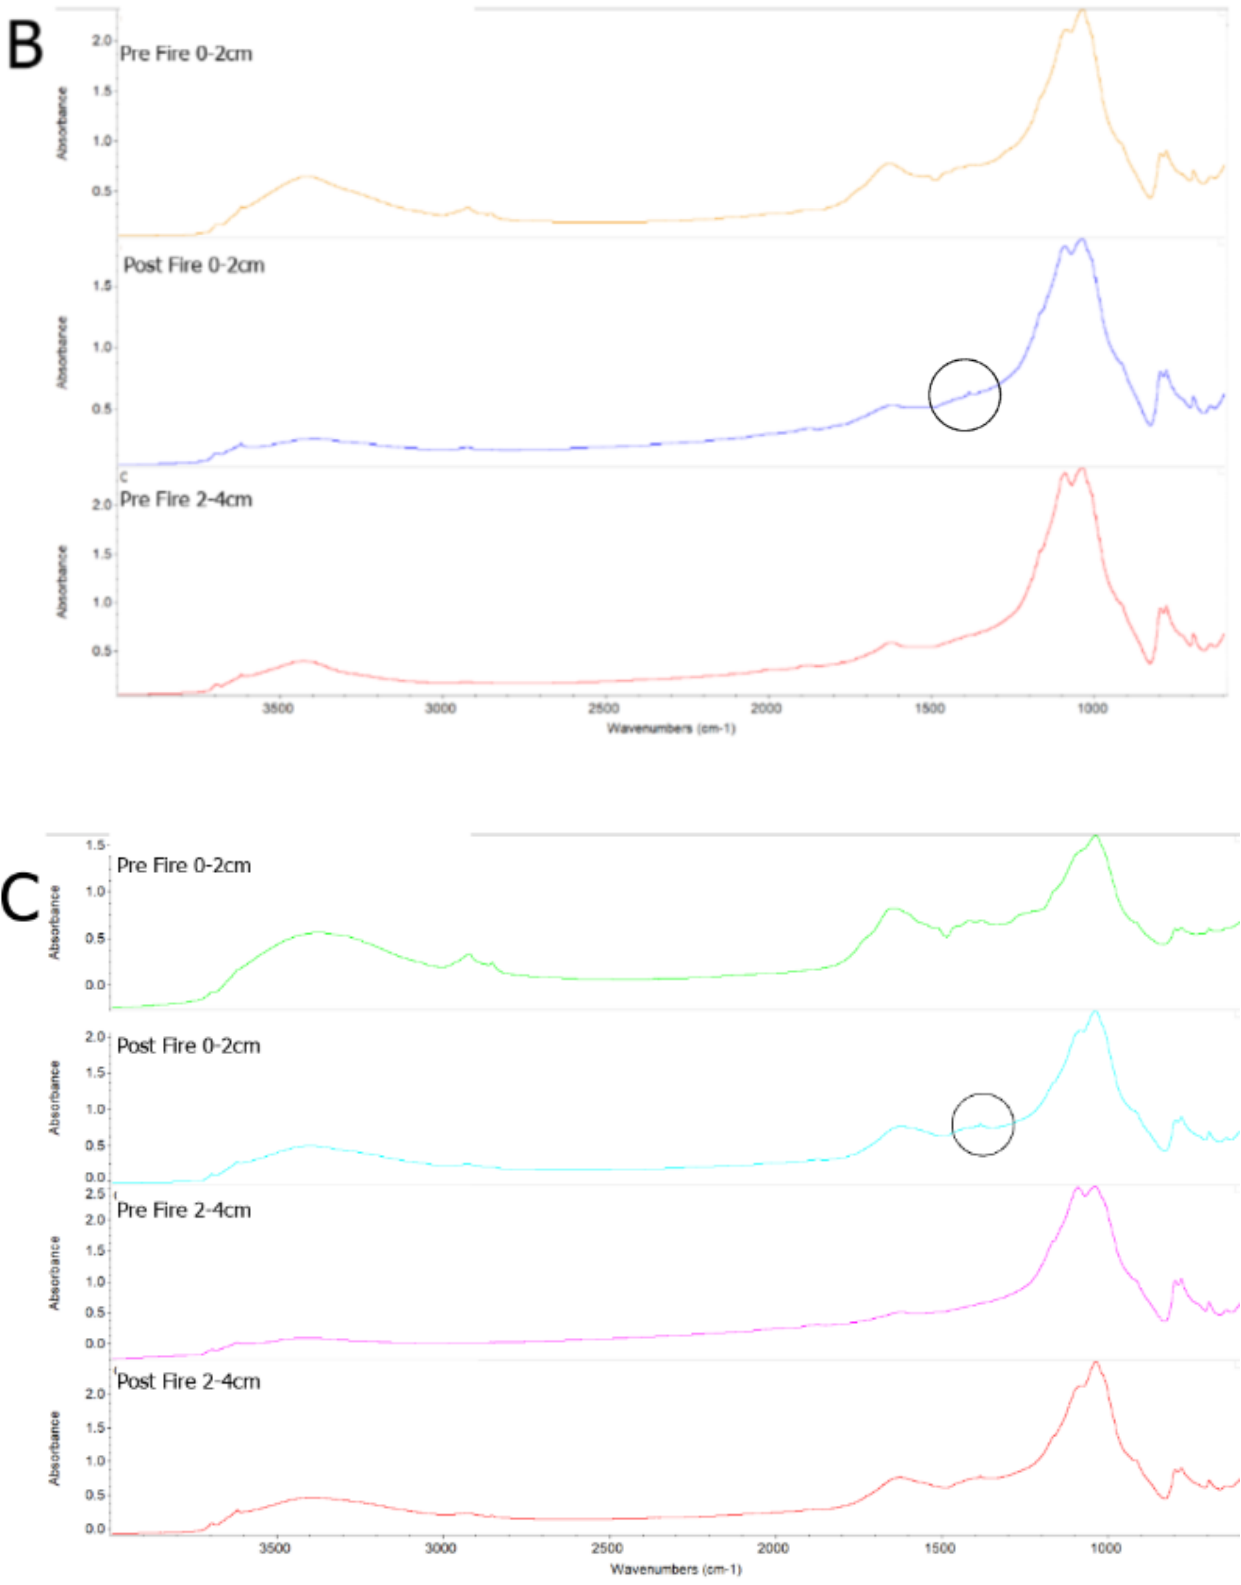 B
Pre Fire 0-2cm
Absorbance
2.0
1.5
1.0
0.5
Post Fire 0-2cm
Absorbance
1.5
1.0
0.5
C
Pre Fire 2-4cm
Absorbance
2.0
1.5
1.0
0.5
3500 3000 2500 2000 1500 1000
Wavenumbers (cm-1)
C
Pre Fire 0-2cm
Absorbance
1.5
1.0
0.5
0.0
Post Fire 0-2cm
Absorbance
2.0
1.5
1.0
0.5
0.0
Pre Fire 2-4cm
Absorbance
2.5
2.0
1.5
1.0
0.5
0.0
Post Fire 2-4cm
Absorbance
2.0
1.5
1.0
0.5
0.0
3500 3000 2500 2000 1500 1000
Wavenumbers (cm-1)